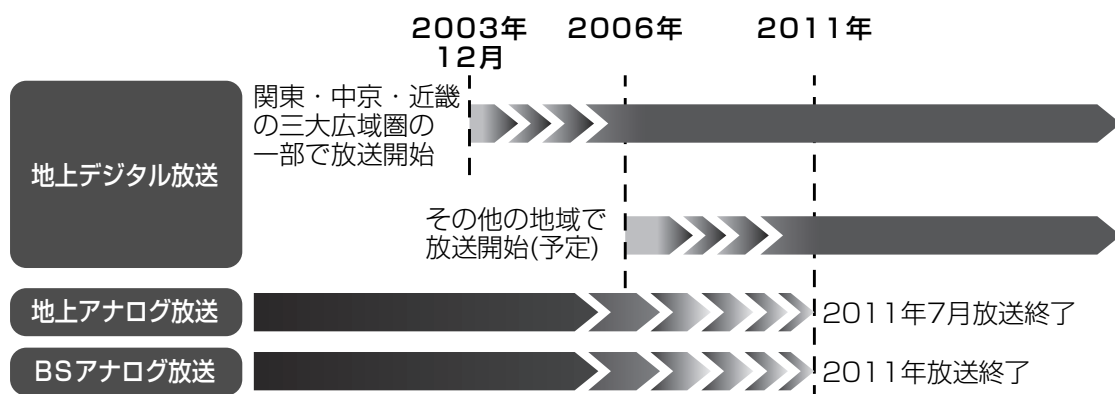 2003年
12月
2006年
2011年
地上デジタル放送
関東・中京・近畿
の三大広域圏の
一部で放送開始
その他の地域で
放送開始(予定)
地上アナログ放送
2011年7月放送終了
BSアナログ放送
2011年放送終了